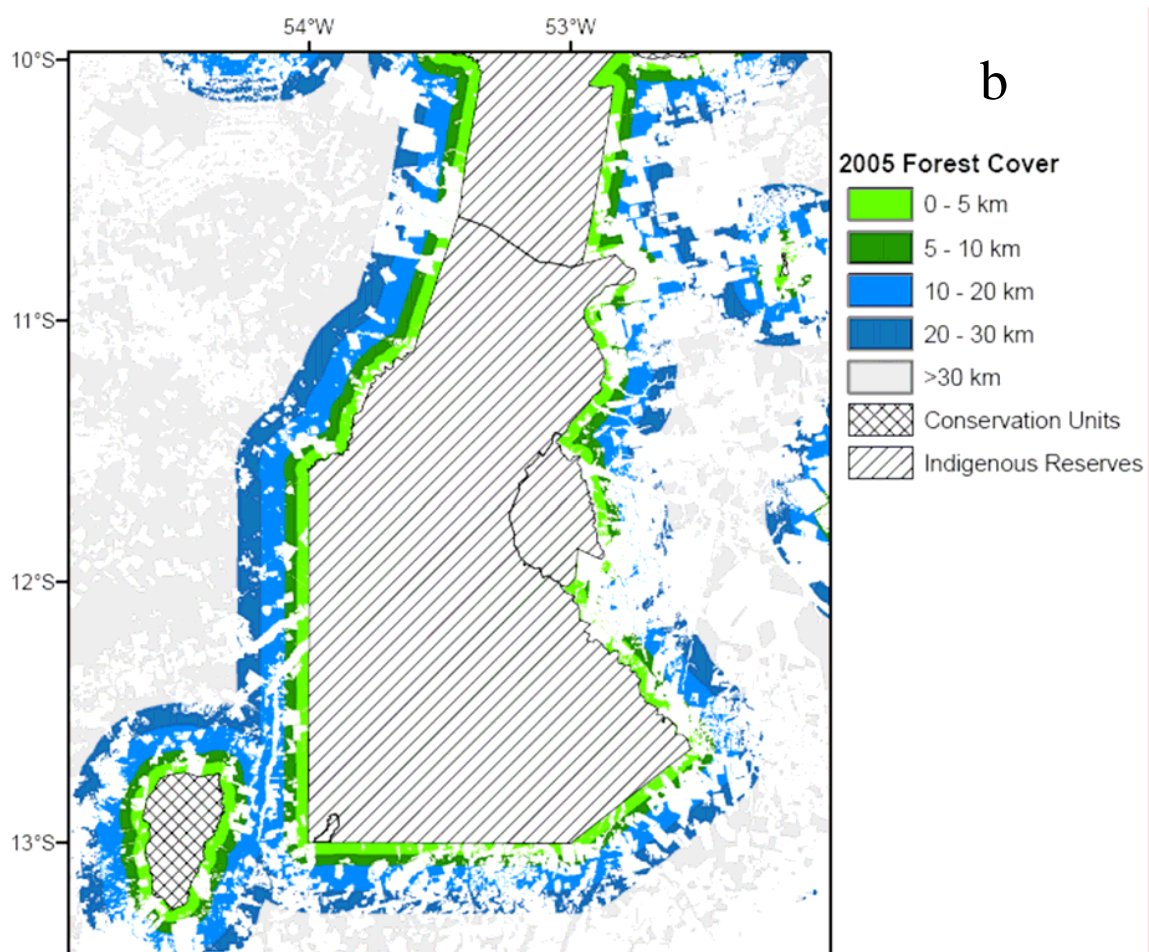 54°W
53°W
10°S
b
2005 Forest Cover
0 - 5 km
5 - 10 km
10 - 20 km
11°S
20 - 30 km
>30 km
Conservation Units
Indigenous Reserves
12°S
13°S